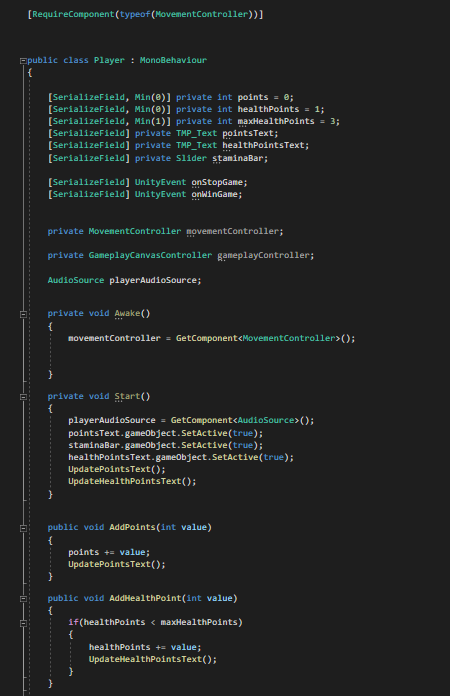 [RequireComponent(typeof(MovementController))]
public class Player : MonoBehaviour
{
[SerializeField, Min(0)] private int points = 0;
[SerializeField, Min(0)] private int healthPoints = 1;
[SerializeField, Min(1)] private int maxHealthPoints = 3;
[SerializeField] private TMP_Text pointsText;
[SerializeField] private TMP_Text healthPointsText;
[SerializeField] private Slider staminaBar;
[SerializeField] UnityEvent onStopGame;
[SerializeField] UnityEvent onWinGame;
private MovementController movementController;
private GameplayCanvasController gameplayController;
AudioSource playerAudioSource;
private void Awake()
{
movementController = GetComponent<MovementController>();
}
private void Start()
{
playerAudioSource = GetComponent<AudioSource>();
pointsText.gameObject.SetActive(true);
staminaBar.gameObject.SetActive(true);
healthPointsText.gameObject.SetActive(true);
UpdatePointsText();
UpdateHealthPointsText();
}
public void AddPoints(int value)
{
points += value;
UpdatePointsText();
}
public void AddHealthPoint(int value)
{
if(healthPoints < maxHealthPoints)
{
healthPoints += value;
UpdateHealthPointsText();
}
}